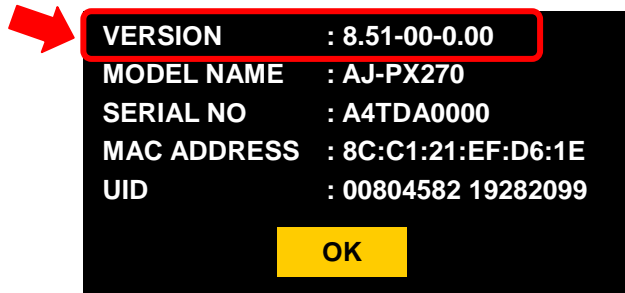 VERSION : 8.51-00-0.00
MODEL NAME : AJ-PX270
SERIAL NO : A4TDA0000
MAC ADDRESS : 8C:C1:21:EF:D6:1E
UID : 00804582 19282099
OK